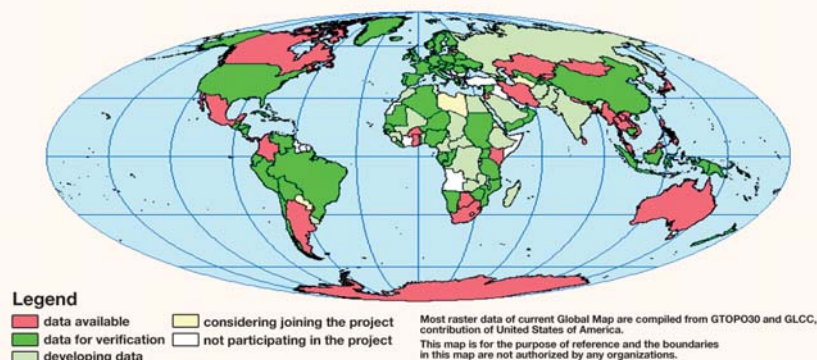 Legend
data available
data for verification
developing data
considering joining the project
not participating in the project
Most raster data of current Global Map are compiled from GTOPO30 and GLCC,
contribution of United States of America.
This map is for the purpose of reference and the boundaries
in this map are not authorized by any organizations.